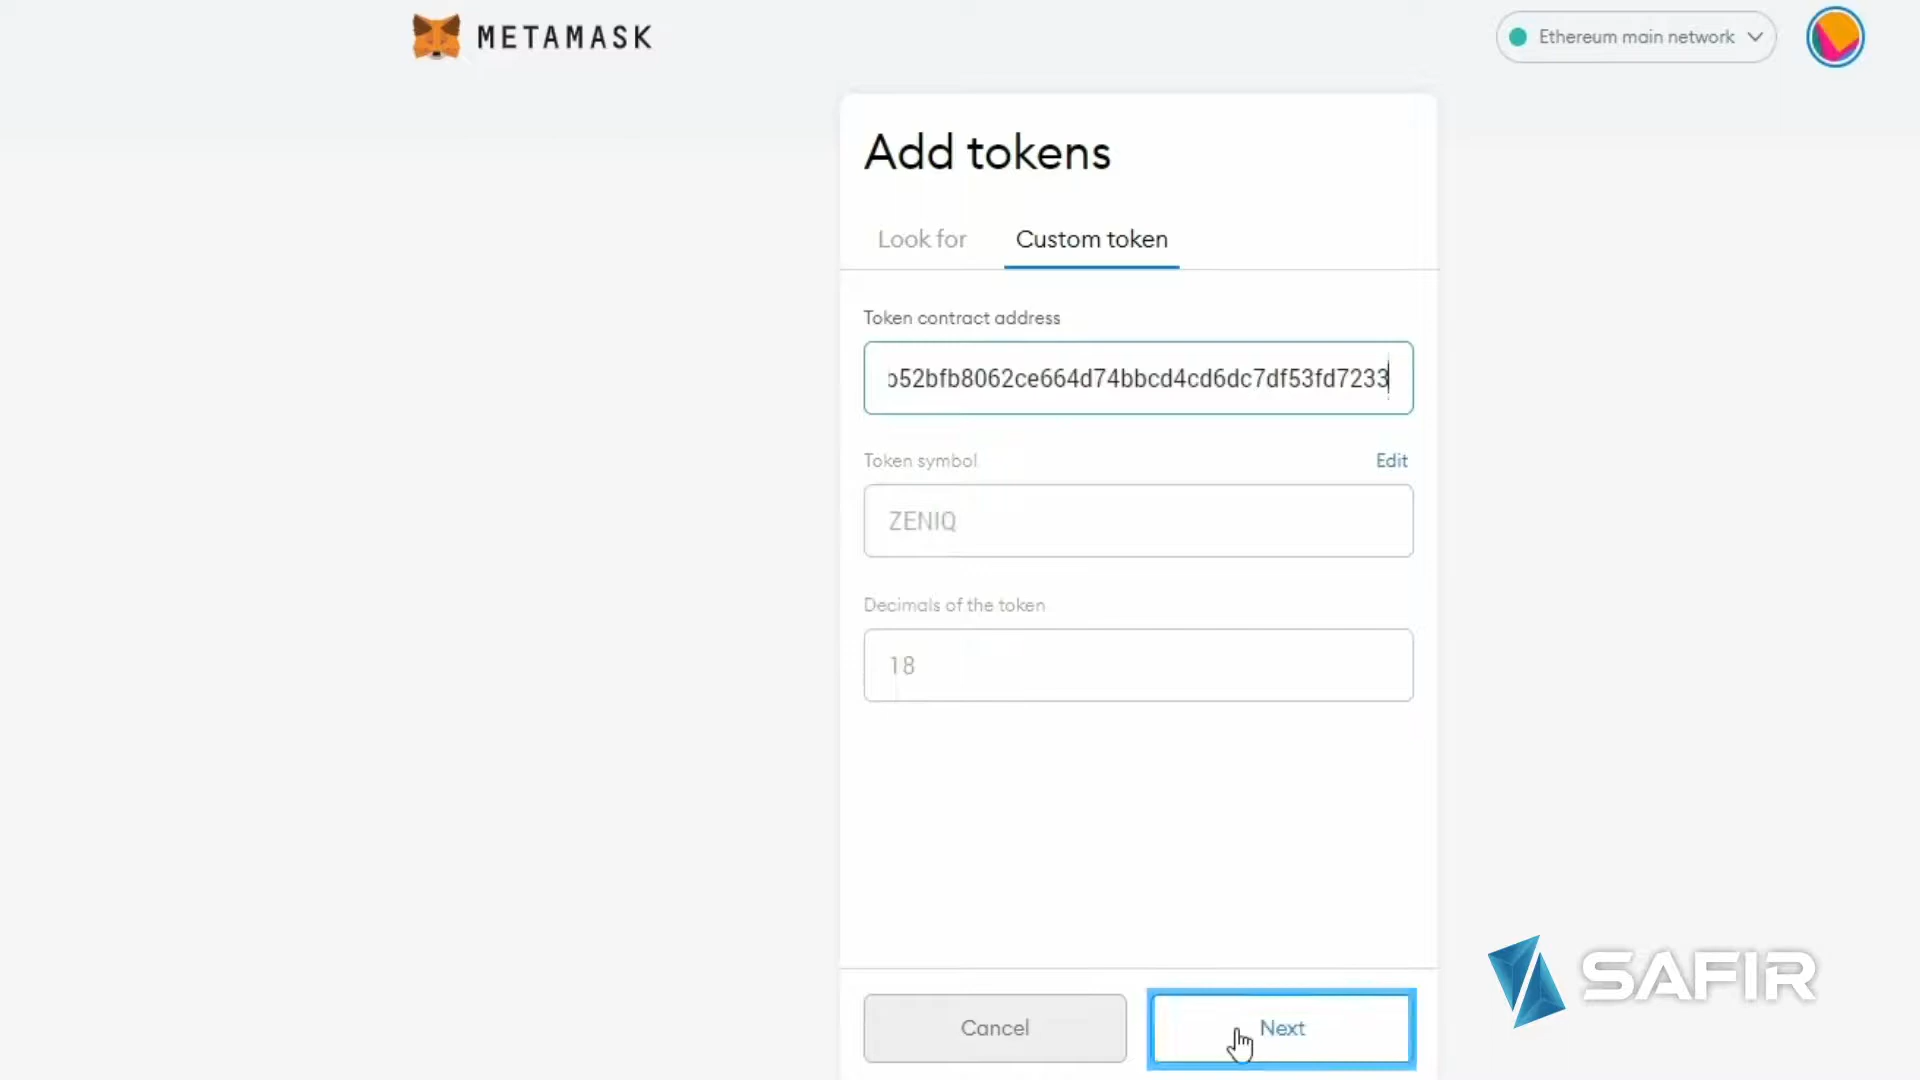 METAMASK
Ethereum main network
Add tokens
Look for
Custom token
Token contract address
b52bfb8062ce664d74bbcd4cd6dc7df53fd7233
Token symbol
Edit
ZENIQ
Decimals of the token
18
Cancel
Next
SAFIR